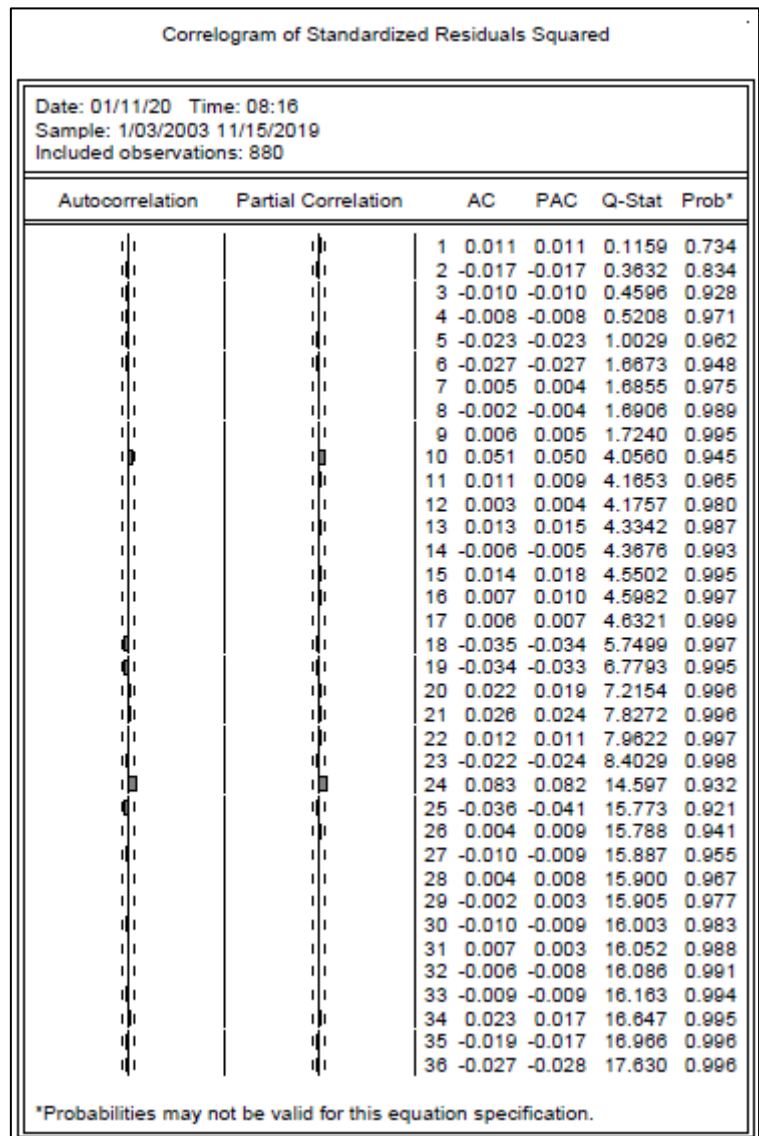 Correlogram of Standardized Residuals Squared
Date: 01/11/20 Time: 08:16
Sample: 1/03/2003 11/15/2019
Included observations: 880
Autocorrelation Partial Correlation AC PAC Q-Stat Prob*
1 0.011 0.011 0.1159 0.734
2 -0.017 -0.017 0.3632 0.834
3 -0.010 -0.010 0.4596 0.928
4 -0.008 -0.008 0.5208 0.971
5 -0.023 -0.023 1.0029 0.962
6 -0.027 -0.027 1.6673 0.948
7 0.005 0.004 1.6855 0.975
8 -0.002 -0.004 1.6906 0.989
9 0.006 0.005 1.7240 0.995
10 0.051 0.050 4.0560 0.945
11 0.011 0.009 4.1653 0.965
12 0.003 0.004 4.1757 0.980
13 0.013 0.015 4.3342 0.987
14 -0.006 -0.005 4.3676 0.993
15 0.014 0.018 4.5502 0.995
16 0.007 0.010 4.5982 0.997
17 0.006 0.007 4.6321 0.999
18 -0.035 -0.034 5.7499 0.997
19 -0.034 -0.033 6.7793 0.995
20 0.022 0.019 7.2154 0.996
21 0.026 0.024 7.8272 0.996
22 0.012 0.011 7.9622 0.997
23 -0.022 -0.024 8.4029 0.998
24 0.083 0.082 14.597 0.932
25 -0.036 -0.041 15.773 0.921
26 0.004 0.009 15.788 0.941
27 -0.010 -0.009 15.887 0.955
28 0.004 0.008 15.900 0.967
29 -0.002 0.003 15.905 0.977
30 -0.010 -0.009 16.003 0.983
31 0.007 0.003 16.052 0.988
32 -0.006 -0.008 16.086 0.991
33 -0.009 -0.009 16.163 0.994
34 0.023 0.017 16.647 0.995
35 -0.019 -0.017 16.966 0.996
36 -0.027 -0.028 17.630 0.996
*Probabilities may not be valid for this equation specification.